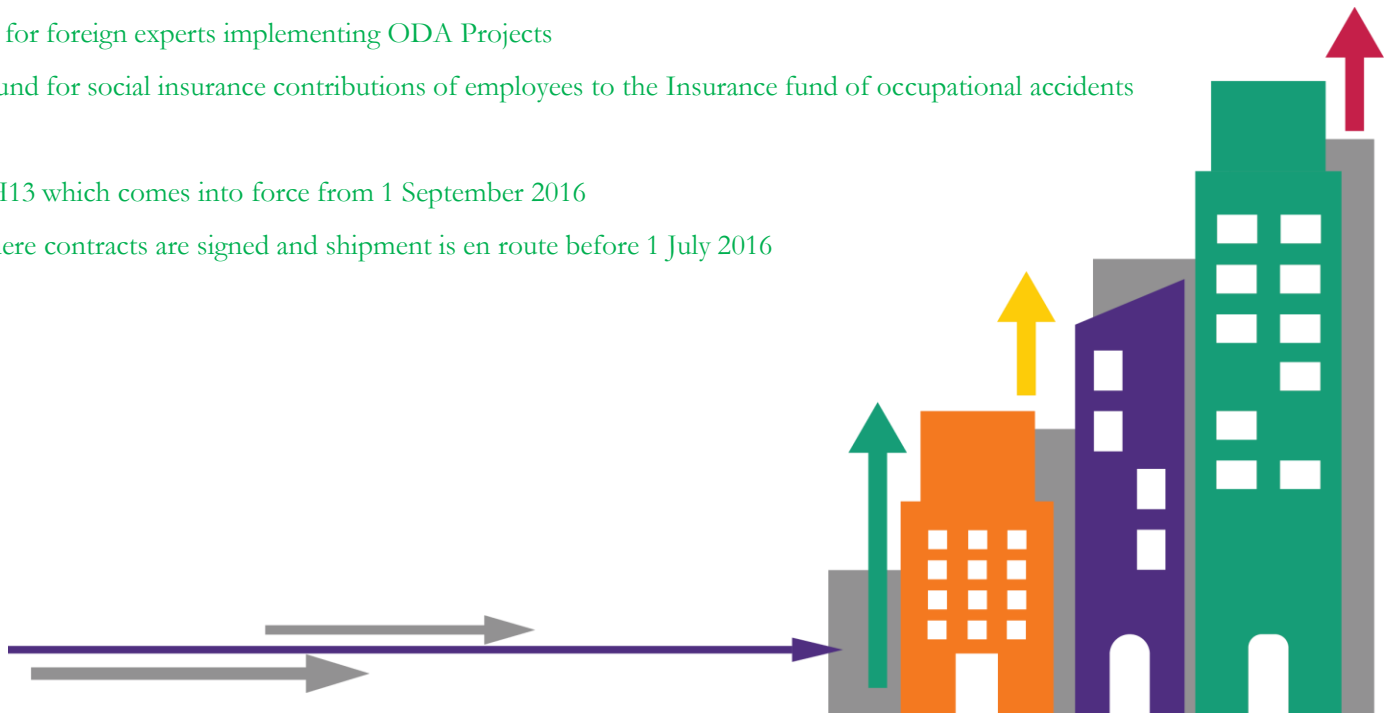 for foreign experts implementing ODA Projects
und for social insurance contributions of employees to the Insurance fund of occupational accidents
H13 which comes into force from 1 September 2016
ere contracts are signed and shipment is en route before 1 July 2016